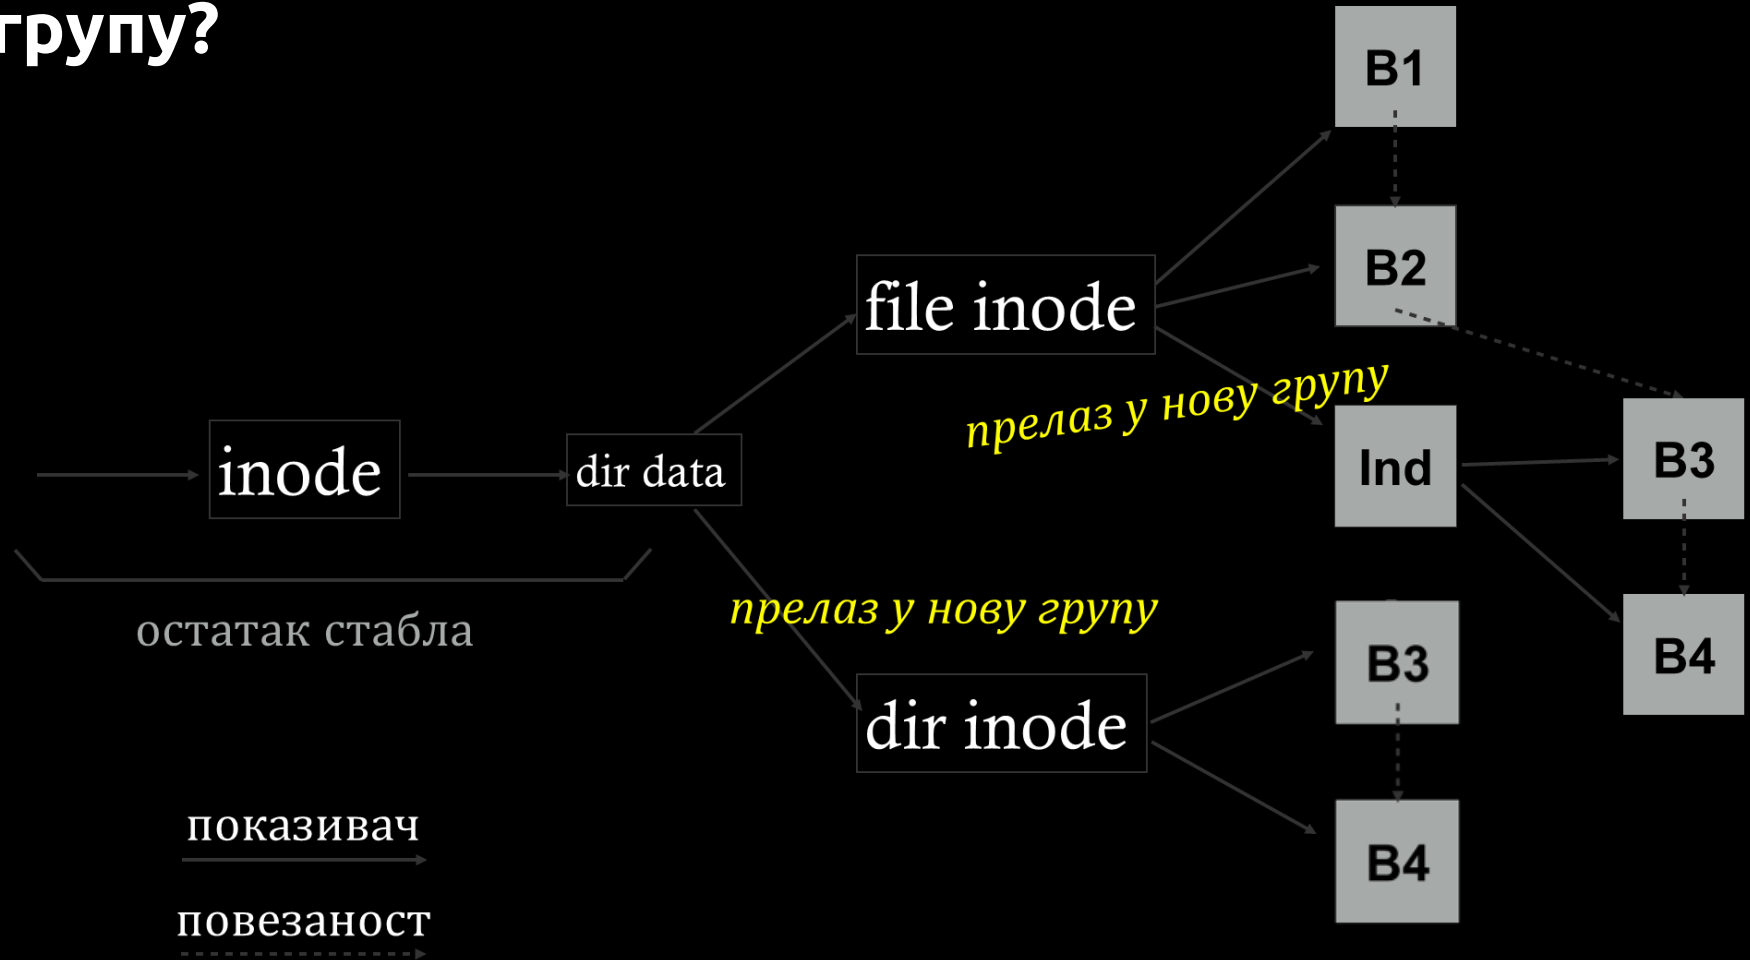 групу?
B1
B2
file inode
прелаз у нову групу
inode
dir data
Ind
B3
прелаз у нову групу
остатак стабла
B3
B4
dir inode
B4
показивач
повезаност